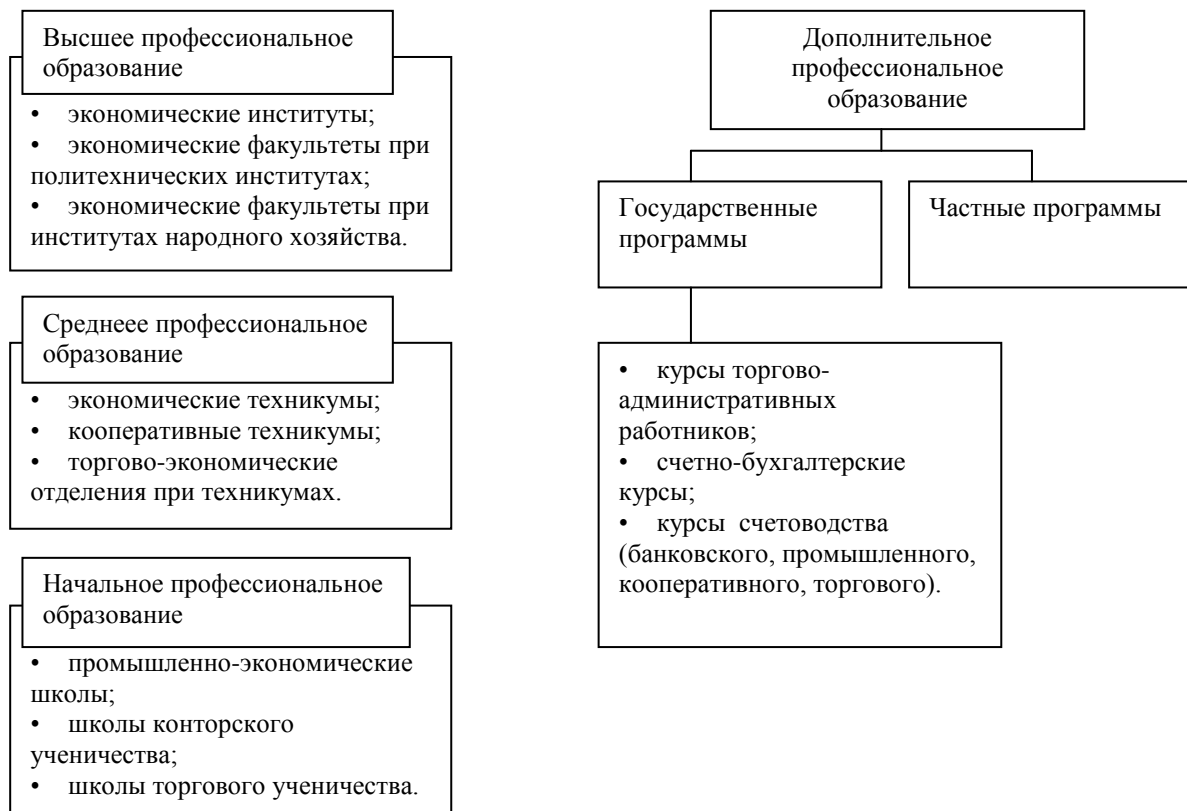 Высшее профессиональное
образование
• экономические институты;
• экономические факультеты при
политехнических институтах;
• экономические факультеты при
институтах народного хозяйства.
Среднеее профессиональное
образование
• экономические техникумы;
• кооперативные техникумы;
• торгово-экономические
отделения при техникумах.
Начальное профессиональное
образование
• промышленно-экономические
школы;
• школы конторского
ученичества;
• школы торгового ученичества.
Дополнительное
профессиональное
образование
Государственные
программы
Частные программы
• курсы торгово-
административных
работников;
• счетно-бухгалтерские
курсы;
• курсы счетоводства
(банковского, промышленного,
кооперативного, торгового).